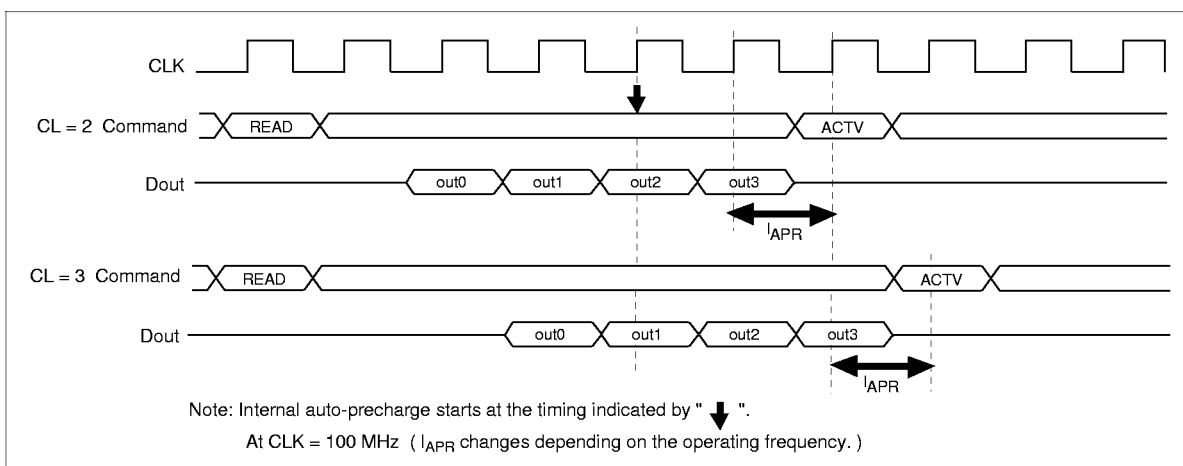 CLK
CL = 2 Command READ ACTV
Dout out0 out1 out2 out3
lAPR
CL = 3 Command READ ACTV
Dout out0 out1 out2 out3
lAPR
Note: Internal auto-precharge starts at the timing indicated by " ".
At CLK = 100 MHz ( lAPR changes depending on the operating frequency. )